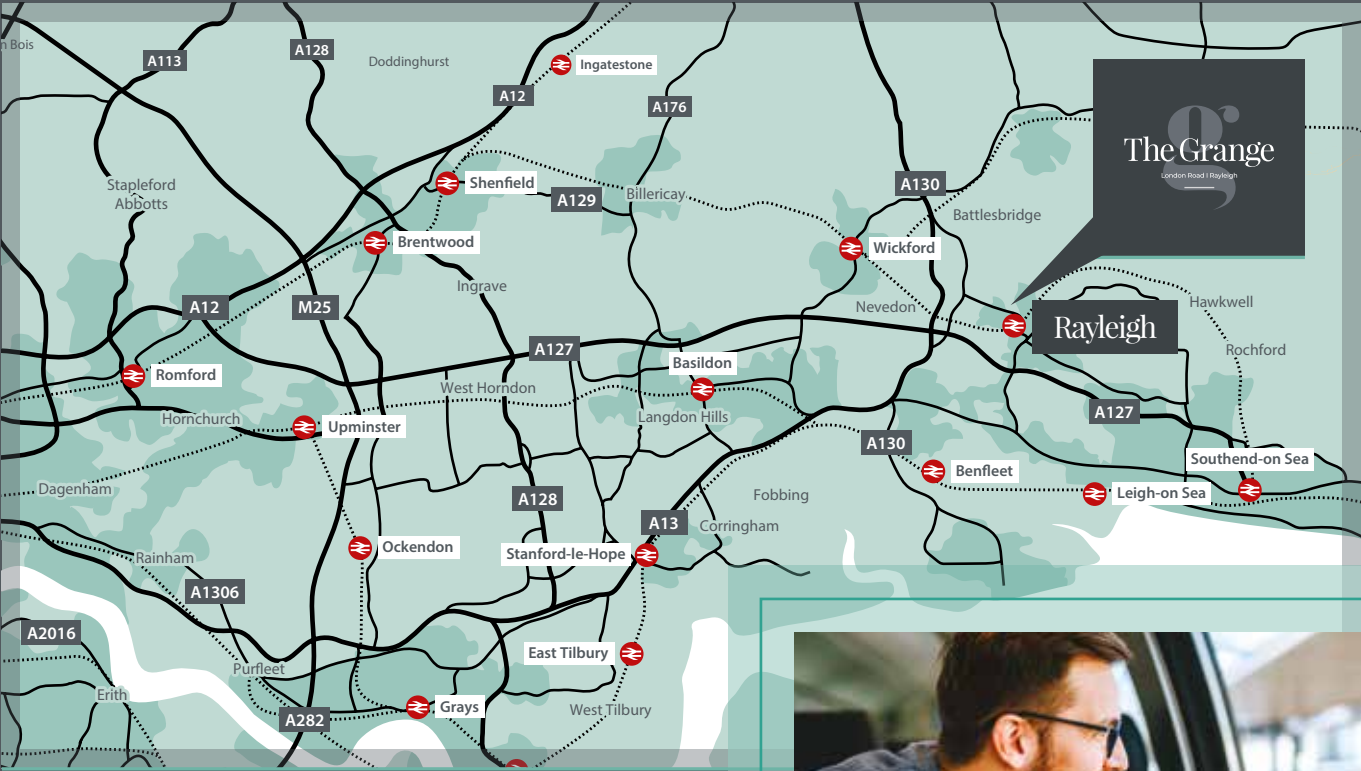 n Bois
A113
A128
Doddinghurst
Ingatestone
A12
A176
The Grange
London Road | Rayleigh
Stapleford
Abbotts
Shenfield
A129
Billericay
A130
Battlesbridge
Brentwood
Wickford
Ingrave
A12
M25
Nevedon
Hawkwell
Rayleigh
A127
Rochford
Romford
Basildon
West Horndon
Hornchurch
Upminster
Langdon Hills
A127
A130
Southend-on Sea
Dagenham
Benfleet
Leigh-on Sea
A128
Fobbing
A13
Corringham
Ockendon
Stanford-le-Hope
Rainham
A1306
A2016
East Tilbury
Purfleet
Erith
Grays
A282
West Tilbury